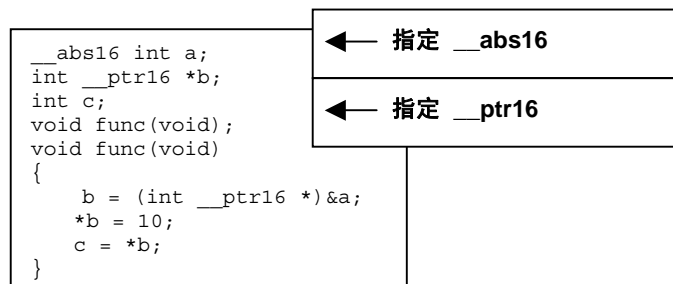 __abs16 int a;
指定 __abs16
int __ptr16 *b;
指定 __ptr16
int c;
void func(void);
void func(void)
{
b = (int __ptr16 *)&a;
*b = 10;
c = *b;
}